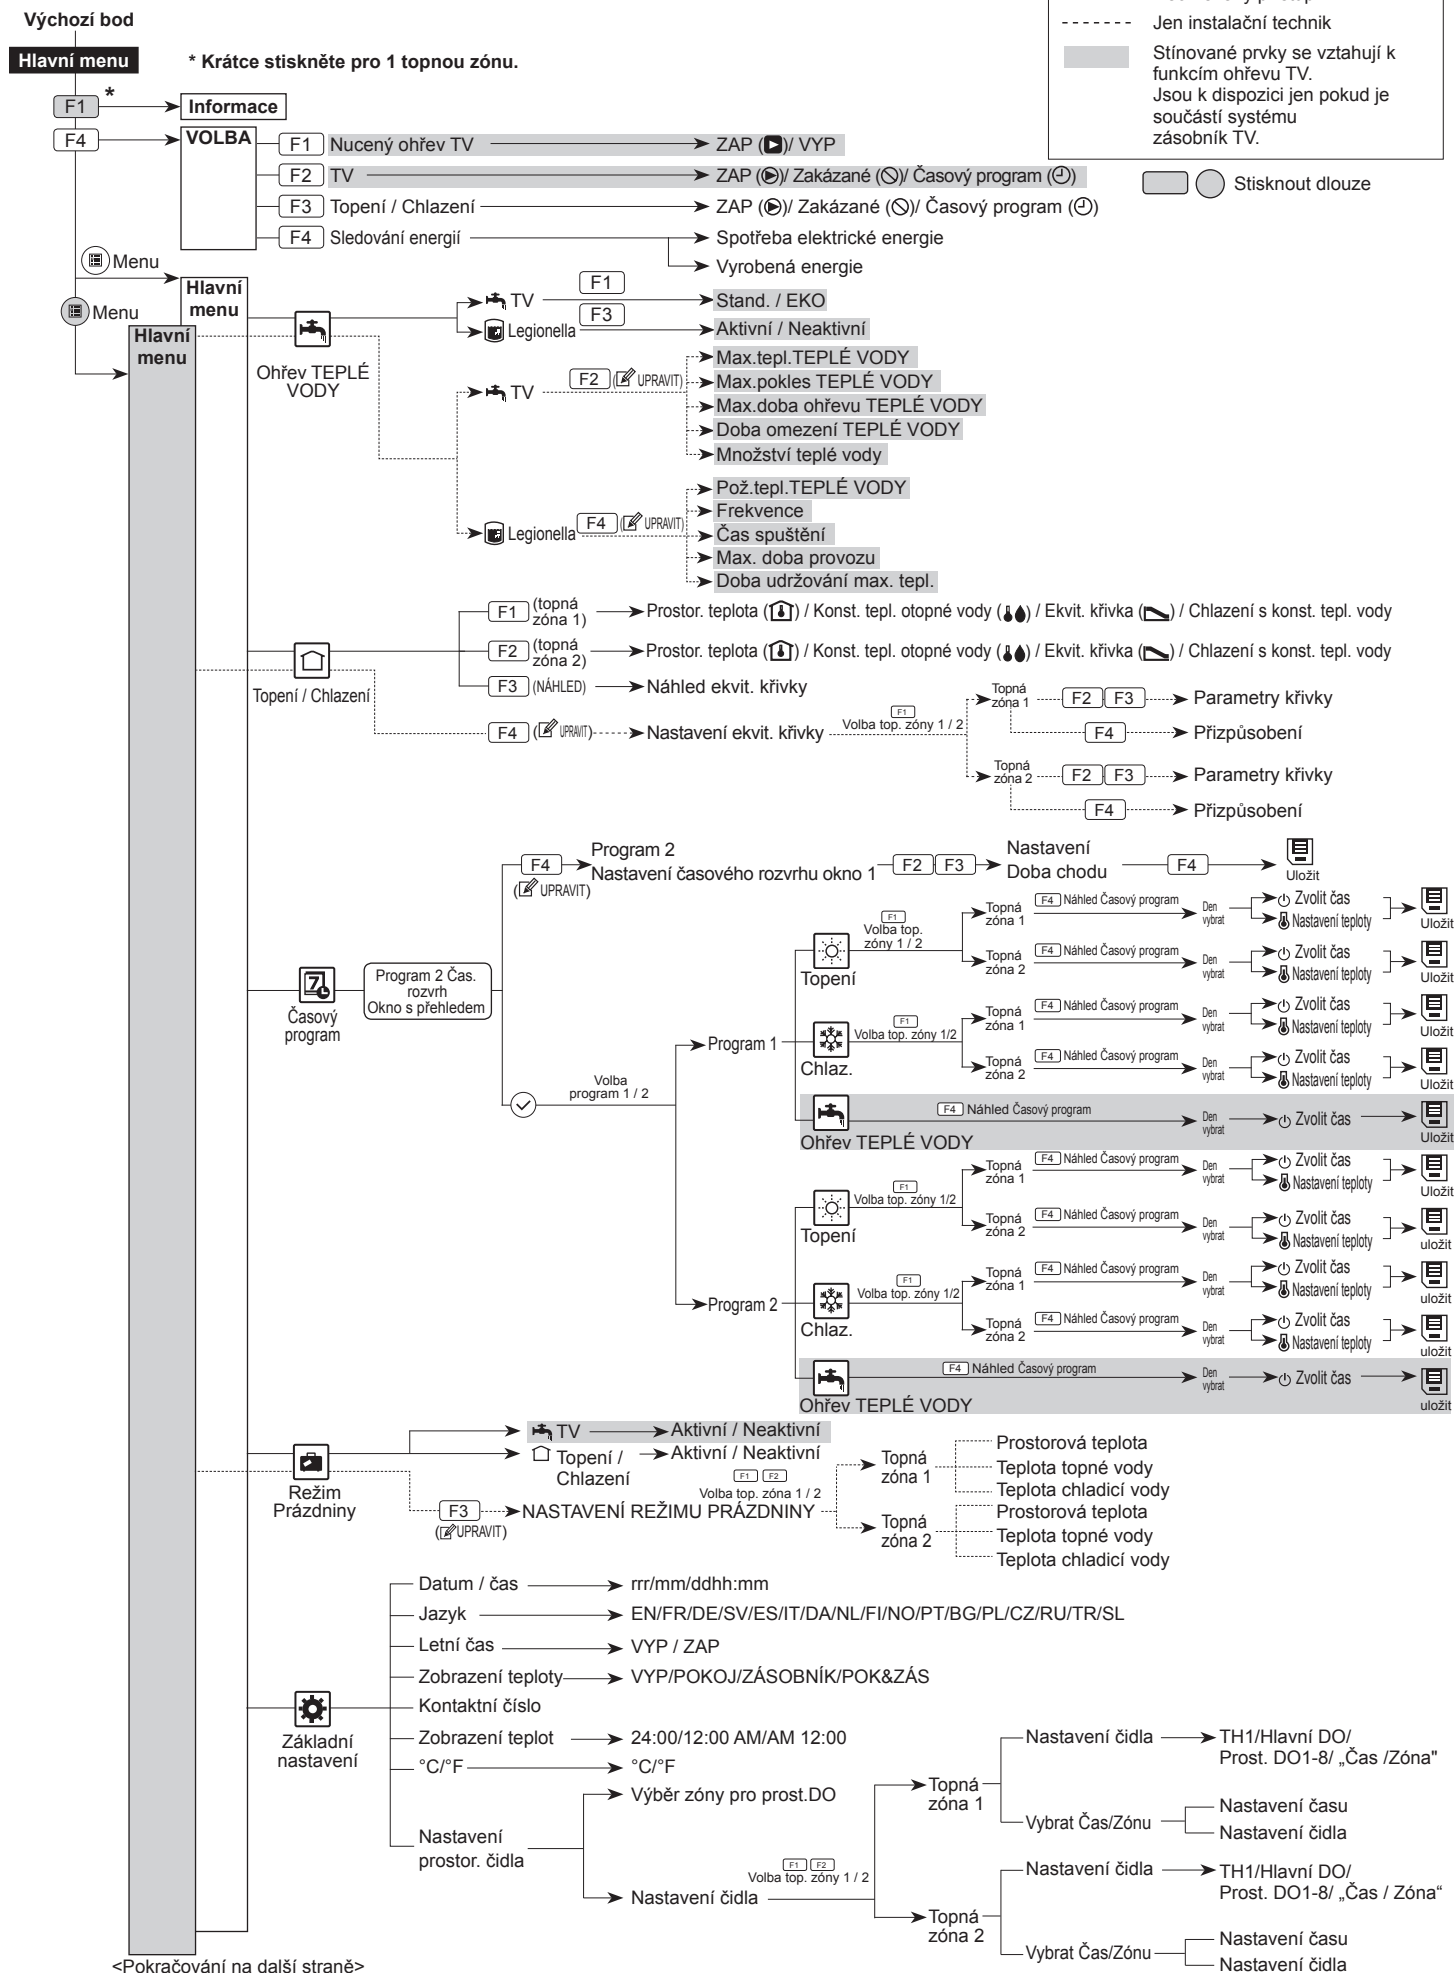 Výchozí bod
Hlavní menu
* Krátce stiskněte pro 1 topnou zónu.
Jen instalační technik
Stínované prvky se vztahují k
funkcím ohřevu TV.
Jsou k dispozici jen pokud je
součástí systému
zásobník TV.
Stisknout dlouze
F1 * Informace
F4 VOLBA
F1 Nucený ohřev TV ZAP ()/ VYP
F2 TV ZAP ()/ Zakázané ()/ Časový program ()
F3 Topení / Chlazení ZAP ()/ Zakázané ()/ Časový program ()
F4 Sledování energií Spotřeba elektrické energie
Vyrobená energie
Menu
Hlavní
menu
Menu
Hlavní
menu
Ohřev TEPLÉ
VODY
TV F1 Stand. / EKO
Legionella F3 Aktivní / Neaktivní
TV F2 (UPRAVIT)
Max.tepl.TEPLÉ VODY
Max.pokles TEPLÉ VODY
Max.doba ohřevu TEPLÉ VODY
Doba omezení TEPLÉ VODY
Množství teplé vody
Legionella F4 (UPRAVIT)
Pož.tepl.TEPLÉ VODY
Frekvence
Čas spuštění
Max. doba provozu
Doba udržování max. tepl.
Topení / Chlazení
F1 (topná
zóna 1)
Prostor. teplota () / Konst. tepl. otopné vody () / Ekvit. křivka () / Chlazení s konst. tepl. vody
F2 (topná
zóna 2)
Prostor. teplota () / Konst. tepl. otopné vody () / Ekvit. křivka () / Chlazení s konst. tepl. vody
F3 (NÁHLED) Náhled ekvit. křivky
F4 (UPRAVIT) Nastavení ekvit. křivky
F1
Volba top. zóny 1 / 2
Topná
zóna 1
F2 F3 Parametry křivky
F4 Přizpůsobení
Topná
zóna 2
F2 F3 Parametry křivky
F4 Přizpůsobení
7
Časový
program
Program 2 Čas.
rozvrh
Okno s přehledem
F4
(UPRAVIT)
Program 2
Nastavení časového rozvrhu okno 1
F2 F3
Nastavení
Doba chodu
F4
Uložit
Volba
program 1 / 2
Program 1
Topení
F1
Volba top.
zóny 1 / 2
Topná
zóna 1
F4 Náhled Časový program
Den
vybrat
Zvolit čas
Nastavení teploty
Uložit
Topná
zóna 2
F4 Náhled Časový program
Den
vybrat
Zvolit čas
Nastavení teploty
Uložit
Chlaz.
F1
Volba top. zóny 1/2
Topná
zóna 1
F4 Náhled Časový program
Den
vybrat
Zvolit čas
Nastavení teploty
Uložit
Topná
zóna 2
F4 Náhled Časový program
Den
vybrat
Zvolit čas
Nastavení teploty
Uložit
Ohřev TEPLÉ VODY
F4 Náhled Časový program
Den
vybrat
Zvolit čas
Uložit
Program 2
Topení
F1
Volba top. zóny 1/2
Topná
zóna 1
F4 Náhled Časový program
Den
vybrat
Zvolit čas
Nastavení teploty
Uložit
Topná
zóna 2
F4 Náhled Časový program
Den
vybrat
Zvolit čas
Nastavení teploty
uložit
Chlaz.
F1
Volba top. zóny 1/2
Topná
zóna 1
F4 Náhled Časový program
Den
vybrat
Zvolit čas
Nastavení teploty
uložit
Topná
zóna 2
F4 Náhled Časový program
Den
vybrat
Zvolit čas
Nastavení teploty
uložit
Ohřev TEPLÉ VODY
F4 Náhled Časový program
Den
vybrat
Zvolit čas
uložit
Režim
Prázdniny
TV Aktivní / Neaktivní
Topení / Aktivní / Neaktivní
Chlazení
F3
(UPRAVIT)
NASTAVENÍ REŽIMU PRÁZDNINY
F1 F2
Volba top. zóna 1 / 2
Topná
zóna 1
Prostorová teplota
Teplota topné vody
Teplota chladicí vody
Topná
zóna 2
Prostorová teplota
Teplota topné vody
Teplota chladicí vody
Základní
nastavení
Datum / čas rrr/mm/ddhh:mm
Jazyk EN/FR/DE/SV/ES/IT/DA/NL/FI/NO/PT/BG/PL/CZ/RU/TR/SL
Letní čas VYP / ZAP
Zobrazení teploty VYP/POKOJ/ZÁSOBNÍK/POK&ZÁS
Kontaktní číslo
Zobrazení teplot 24:00/12:00 AM/AM 12:00
°C/°F °C/°F
Nastavení
prostor. čidla
Výběr zóny pro prost.DO
Nastavení čidla
F1 F2
Volba top. zóny 1 / 2
Topná
zóna 1
Nastavení čidla TH1/Hlavní DO/
Prost. DO1-8/ „Čas /Zóna"
Vybrat Čas/Zónu
Nastavení času
Nastavení čidla
Topná
zóna 2
Nastavení čidla TH1/Hlavní DO/
Prost. DO1-8/ „Čas / Zóna“
Vybrat Čas/Zónu
Nastavení času
Nastavení čidla
<Pokračování na další straně>